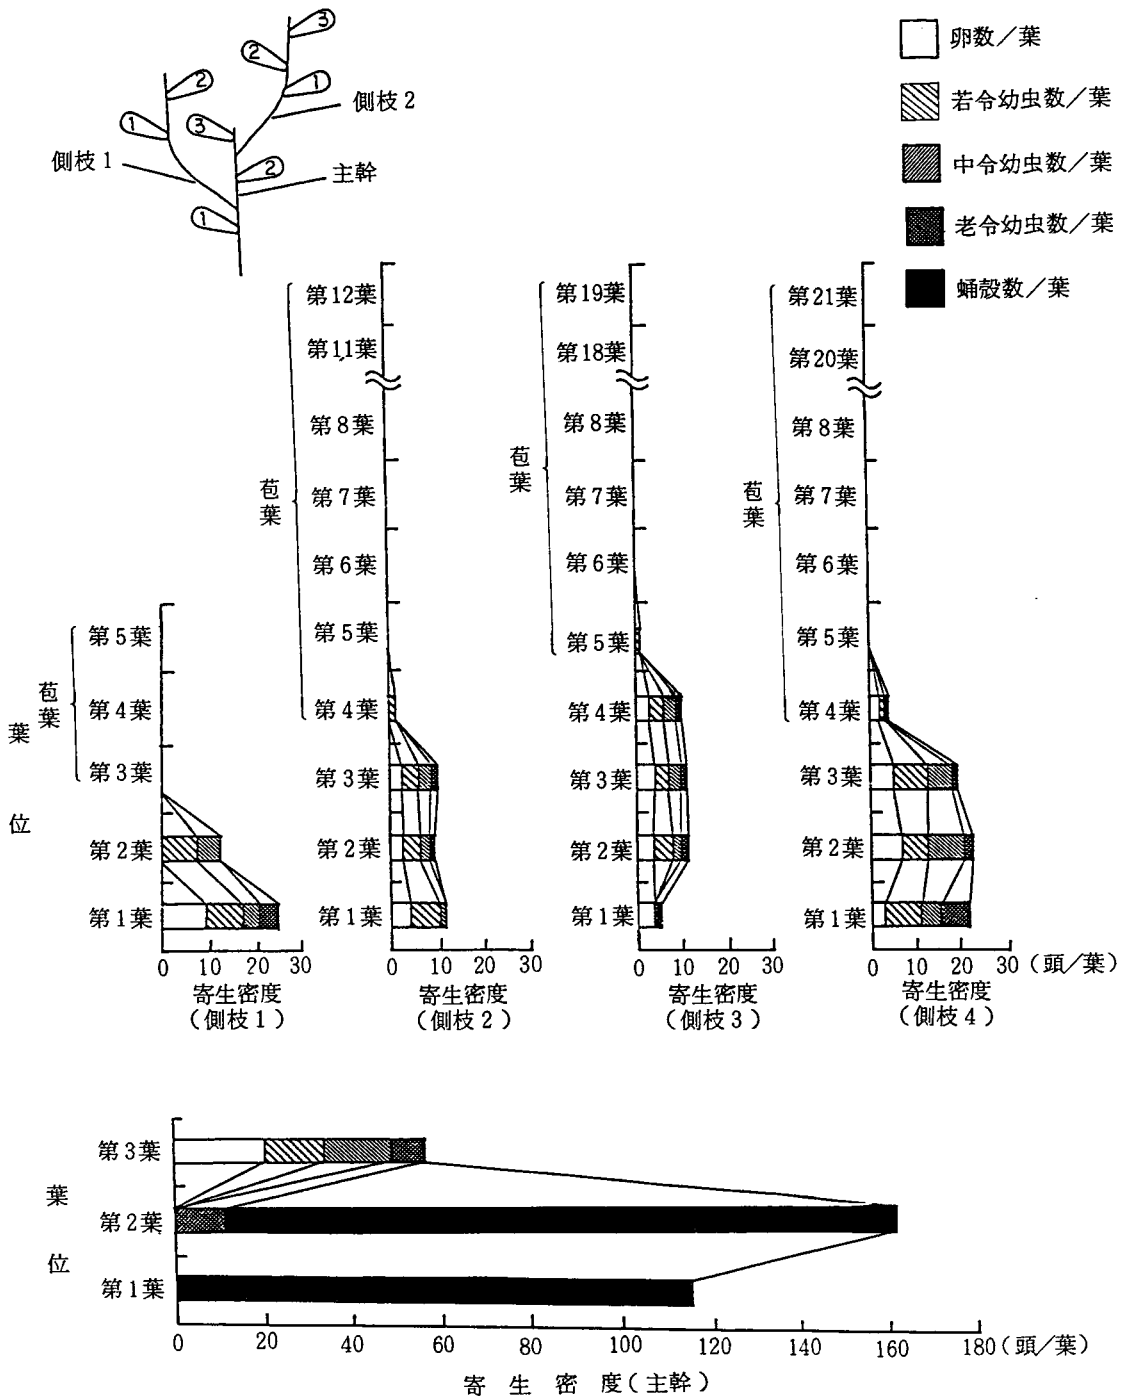 3
2
2
1
側枝2
1
3
側枝1
2
主幹
1
卵数／葉
若令幼虫数／葉
中令幼虫数／葉
老令幼虫数／葉
蛹殻数／葉
葉位
苞葉
第5葉
第4葉
第3葉
第2葉
第1葉
0 10 20 30
寄生密度
(側枝1)
苞葉
第12葉
第11葉
第8葉
第7葉
第6葉
第5葉
第4葉
第3葉
第2葉
第1葉
0 10 20 30
寄生密度
(側枝2)
苞葉
第19葉
第18葉
第8葉
第7葉
第6葉
第5葉
第4葉
第3葉
第2葉
第1葉
0 10 20 30
寄生密度
(側枝3)
苞葉
第21葉
第20葉
第8葉
第7葉
第6葉
第5葉
第4葉
第3葉
第2葉
第1葉
0 10 20 30 (頭／葉)
寄生密度
(側枝4)
葉位
第3葉
第2葉
第1葉
0 20 40 60 80 100 120 140 160 180(頭／葉)
寄生密度(主幹)